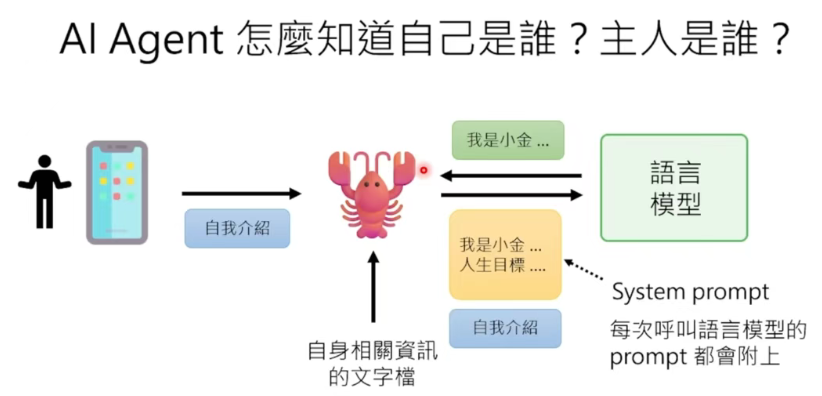 AI Agent 怎麼知道自己是誰？主人是誰？
自我介紹
我是小金 ...
語言
模型
我是小金 ...
人生目標 ....
自我介紹
自身相關資訊
的文字檔
System prompt
每次呼叫語言模型的
prompt 都會附上